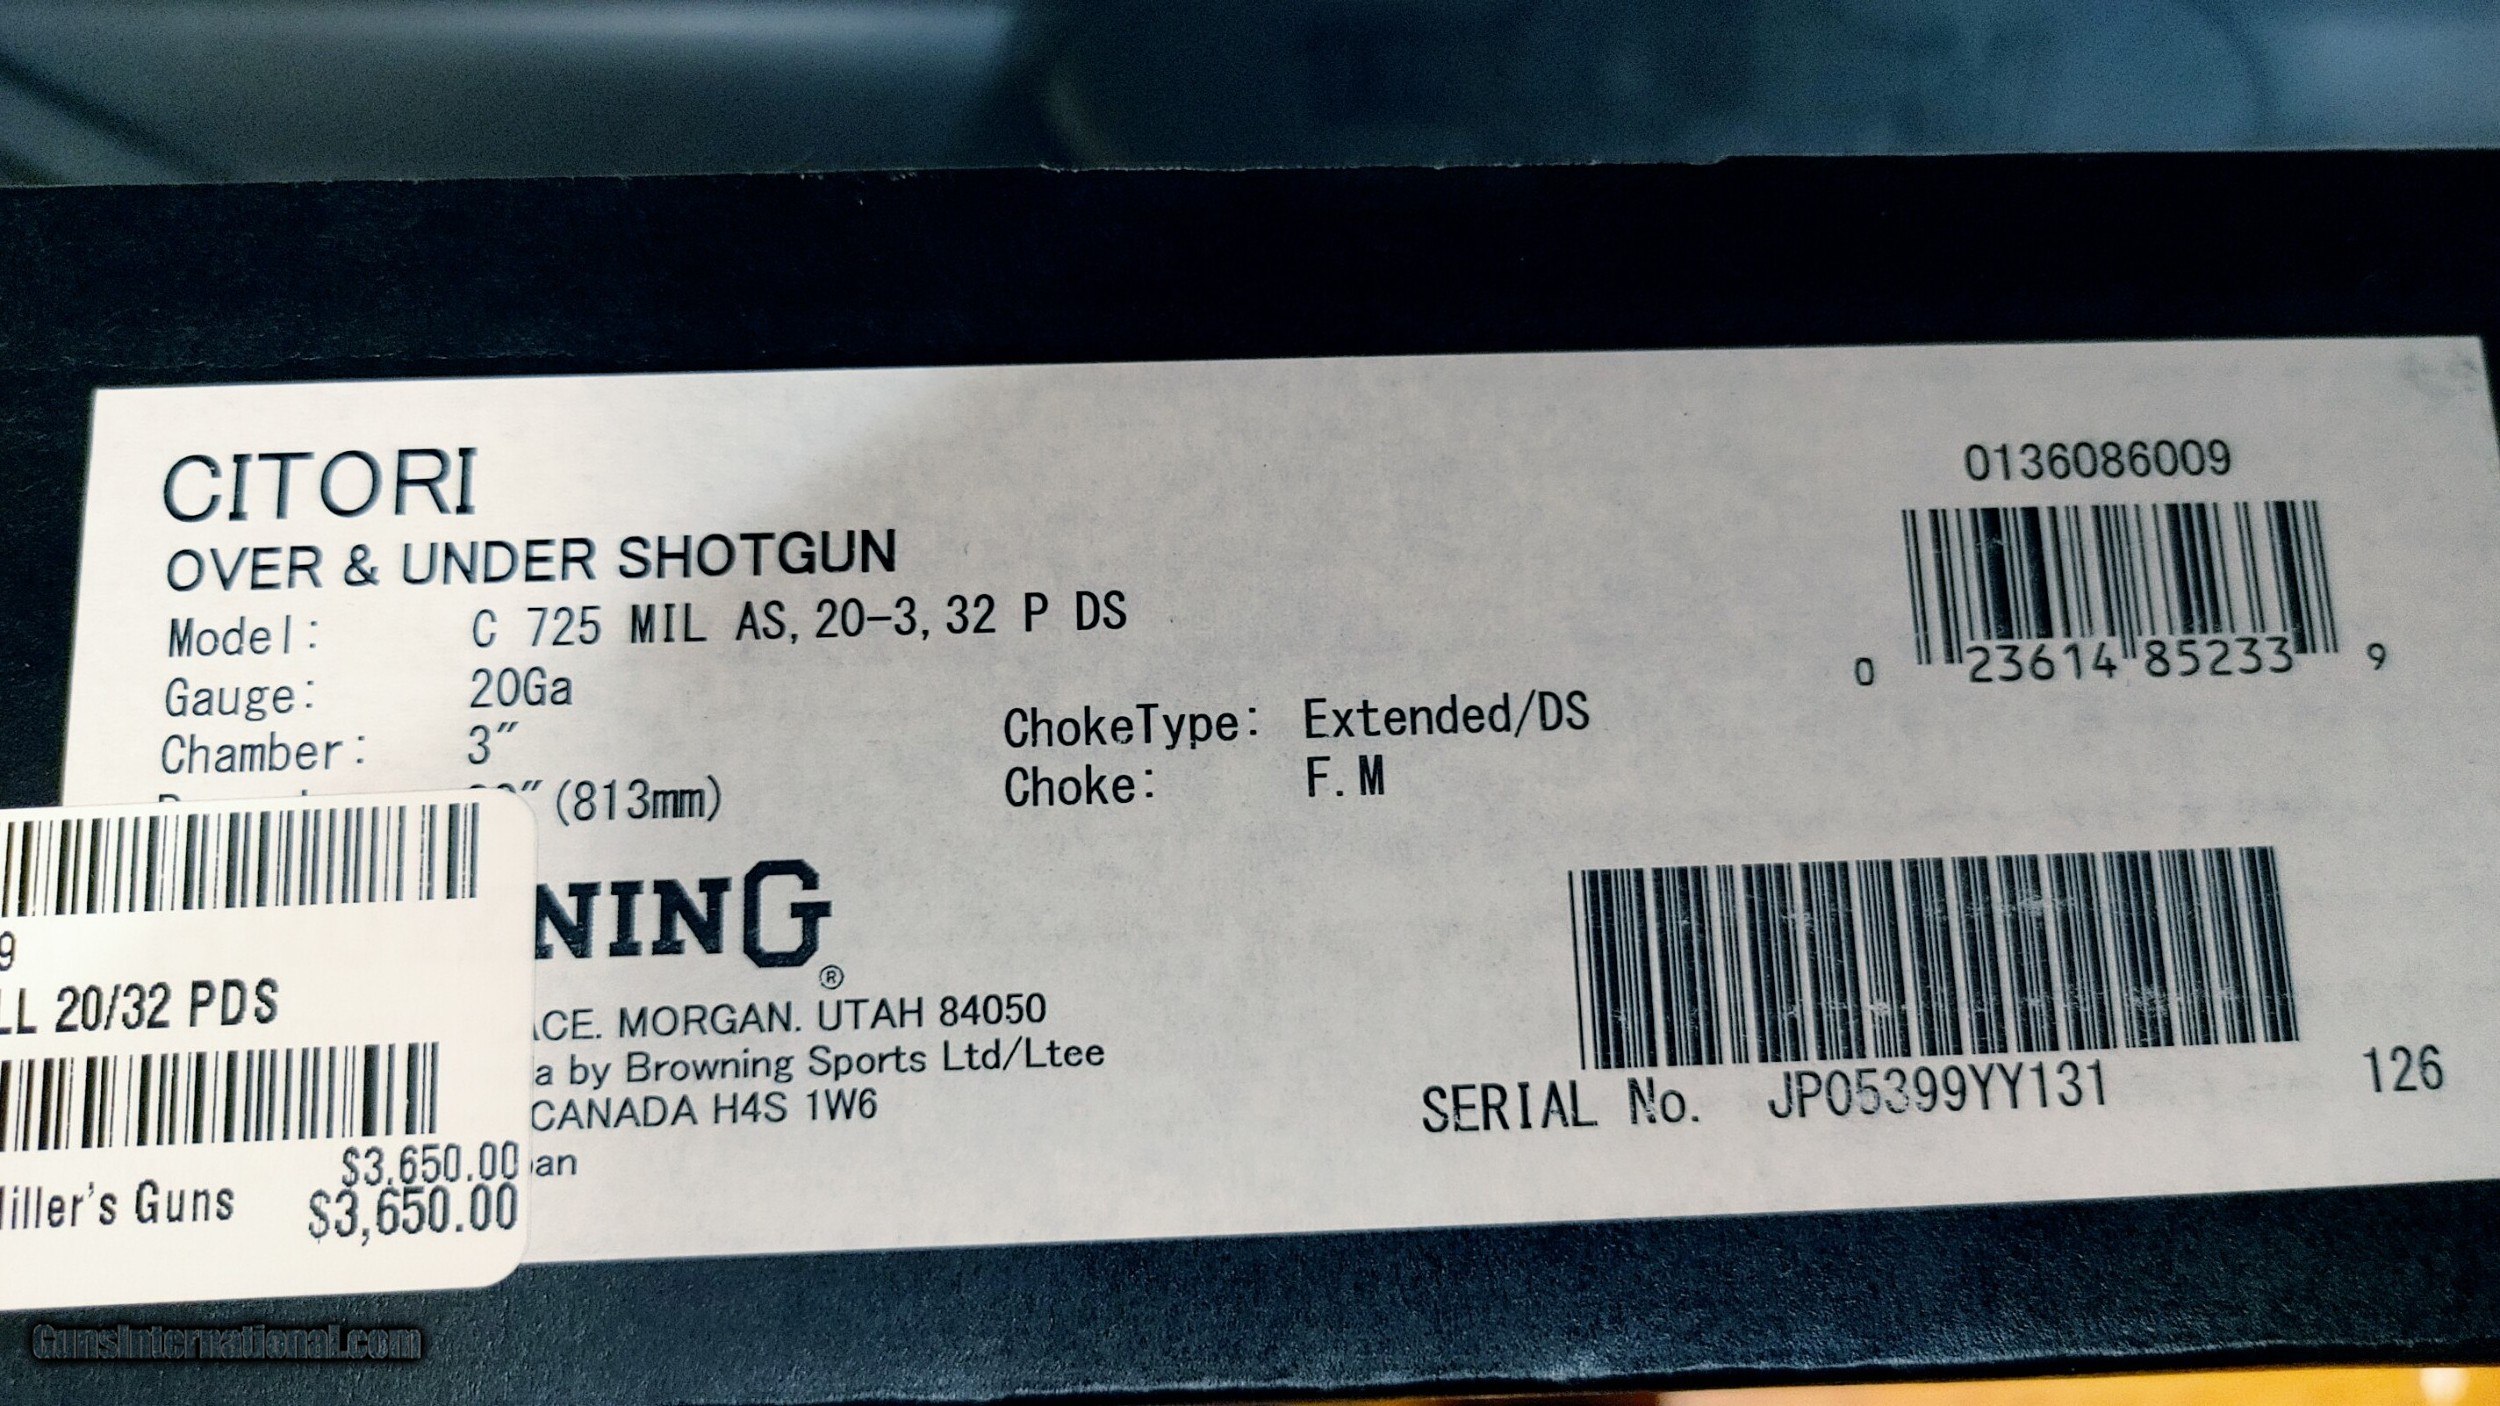 CITORI
OVER & UNDER SHOTGUN
Model: C 725 MIL AS, 20-3, 32 P DS
Gauge: 20Ga
Chamber: 3"
(813mm)
ChokeType: Extended/DS
Choke: F.M
0136086009
0 23614 85233 9
NING®
ACE. MORGAN. UTAH 84050
a by Browning Sports Ltd/Ltee
CANADA H4S 1W6
an
SERIAL No. JP05399YY131
126
9
LL 20/32 PDS
$3,650.00
iller's Guns $3,650.00
GunsInternational.com